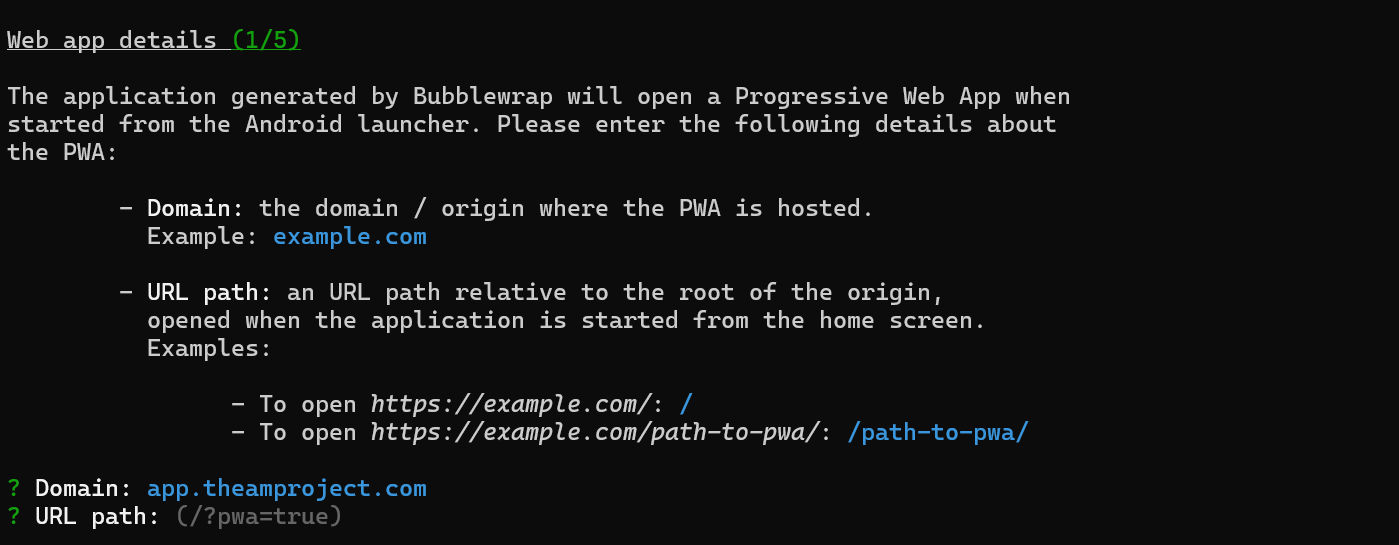 Web app details (1/5)
The application generated by Bubblewrap will open a Progressive Web App when
started from the Android launcher. Please enter the following details about
the PWA:
- Domain: the domain / origin where the PWA is hosted.
Example: example.com
- URL path: an URL path relative to the root of the origin,
opened when the application is started from the home screen.
Examples:
- To open https://example.com/: /
- To open https://example.com/path-to-pwa/: /path-to-pwa/
? Domain: app.theamproject.com
? URL path: (/?pwa=true)